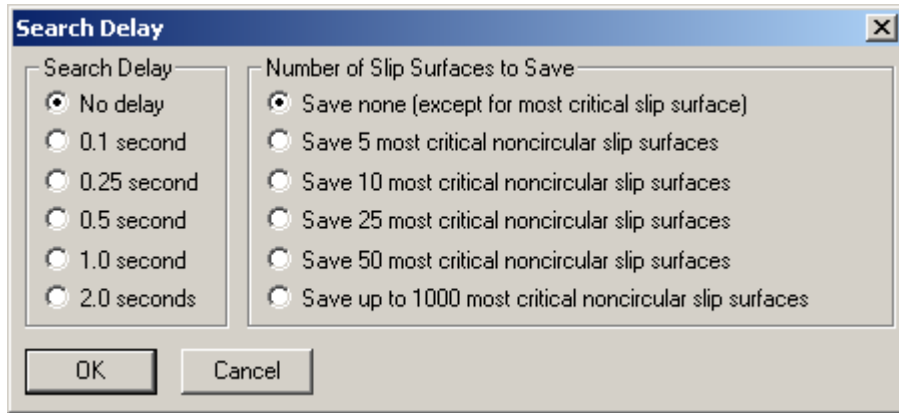 Search Delay
Search Delay
No delay
0.1 second
0.25 second
0.5 second
1.0 second
2.0 seconds
Number of Slip Surfaces to Save
Save none (except for most critical slip surface)
Save 5 most critical noncircular slip surfaces
Save 10 most critical noncircular slip surfaces
Save 25 most critical noncircular slip surfaces
Save 50 most critical noncircular slip surfaces
Save up to 1000 most critical noncircular slip surfaces
OK
Cancel